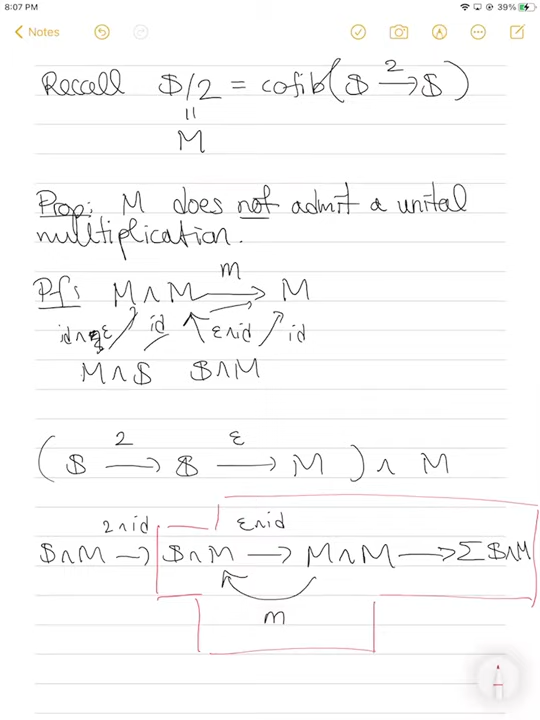 8:07 PM 39%
Notes
Recall $/2 = cofib($ 2→ $)
=
M
Prop: M does not admit a unital
multiplication.
m
Pf: M ∧ M → M
id∧ε id ε∧id id
M∧$ $∧M
2 ε
($ → $ → M) ∧ M
2∧id ε∧id
$∧M → $∧M → M∧M → Σ$∧M
m